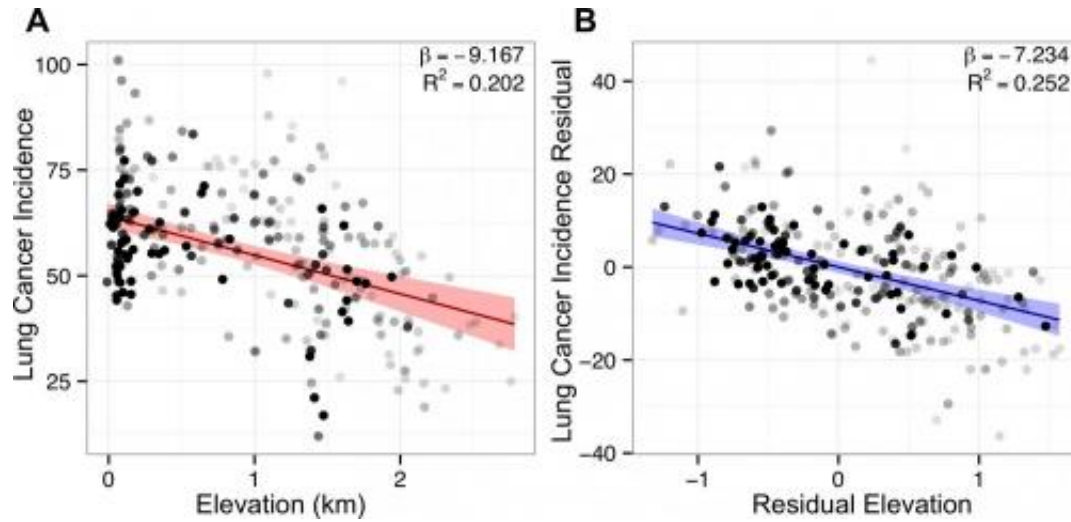 A
β = −9.167
R² = 0.202
100
75
50
25
Lung Cancer Incidence
0
1
2
Elevation (km)
B
β = −7.234
R² = 0.252
40
20
0
−20
−40
Lung Cancer Incidence Residual
−1
0
1
Residual Elevation